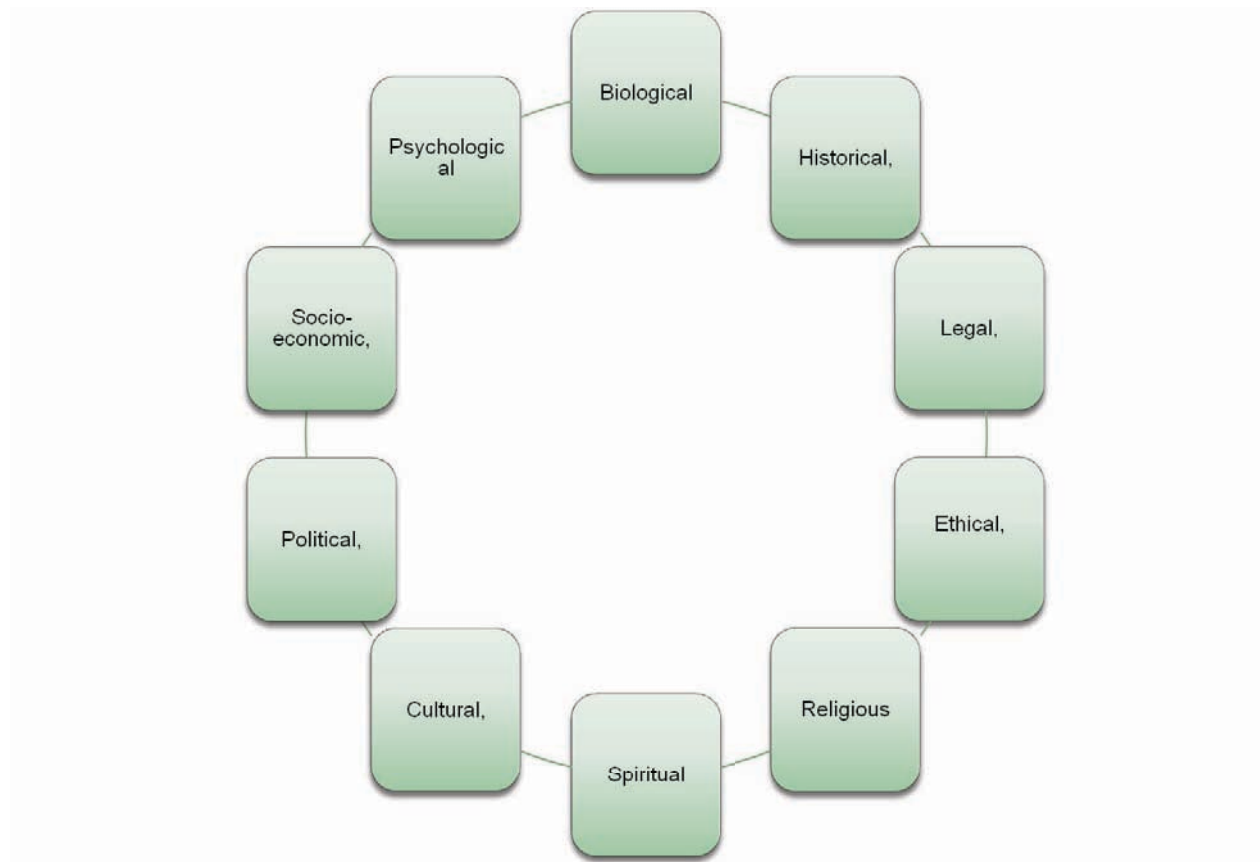 Biological
Historical,
Legal,
Ethical,
Religious
Spiritual
Cultural,
Political,
Socio-
economic,
Psychologic
al